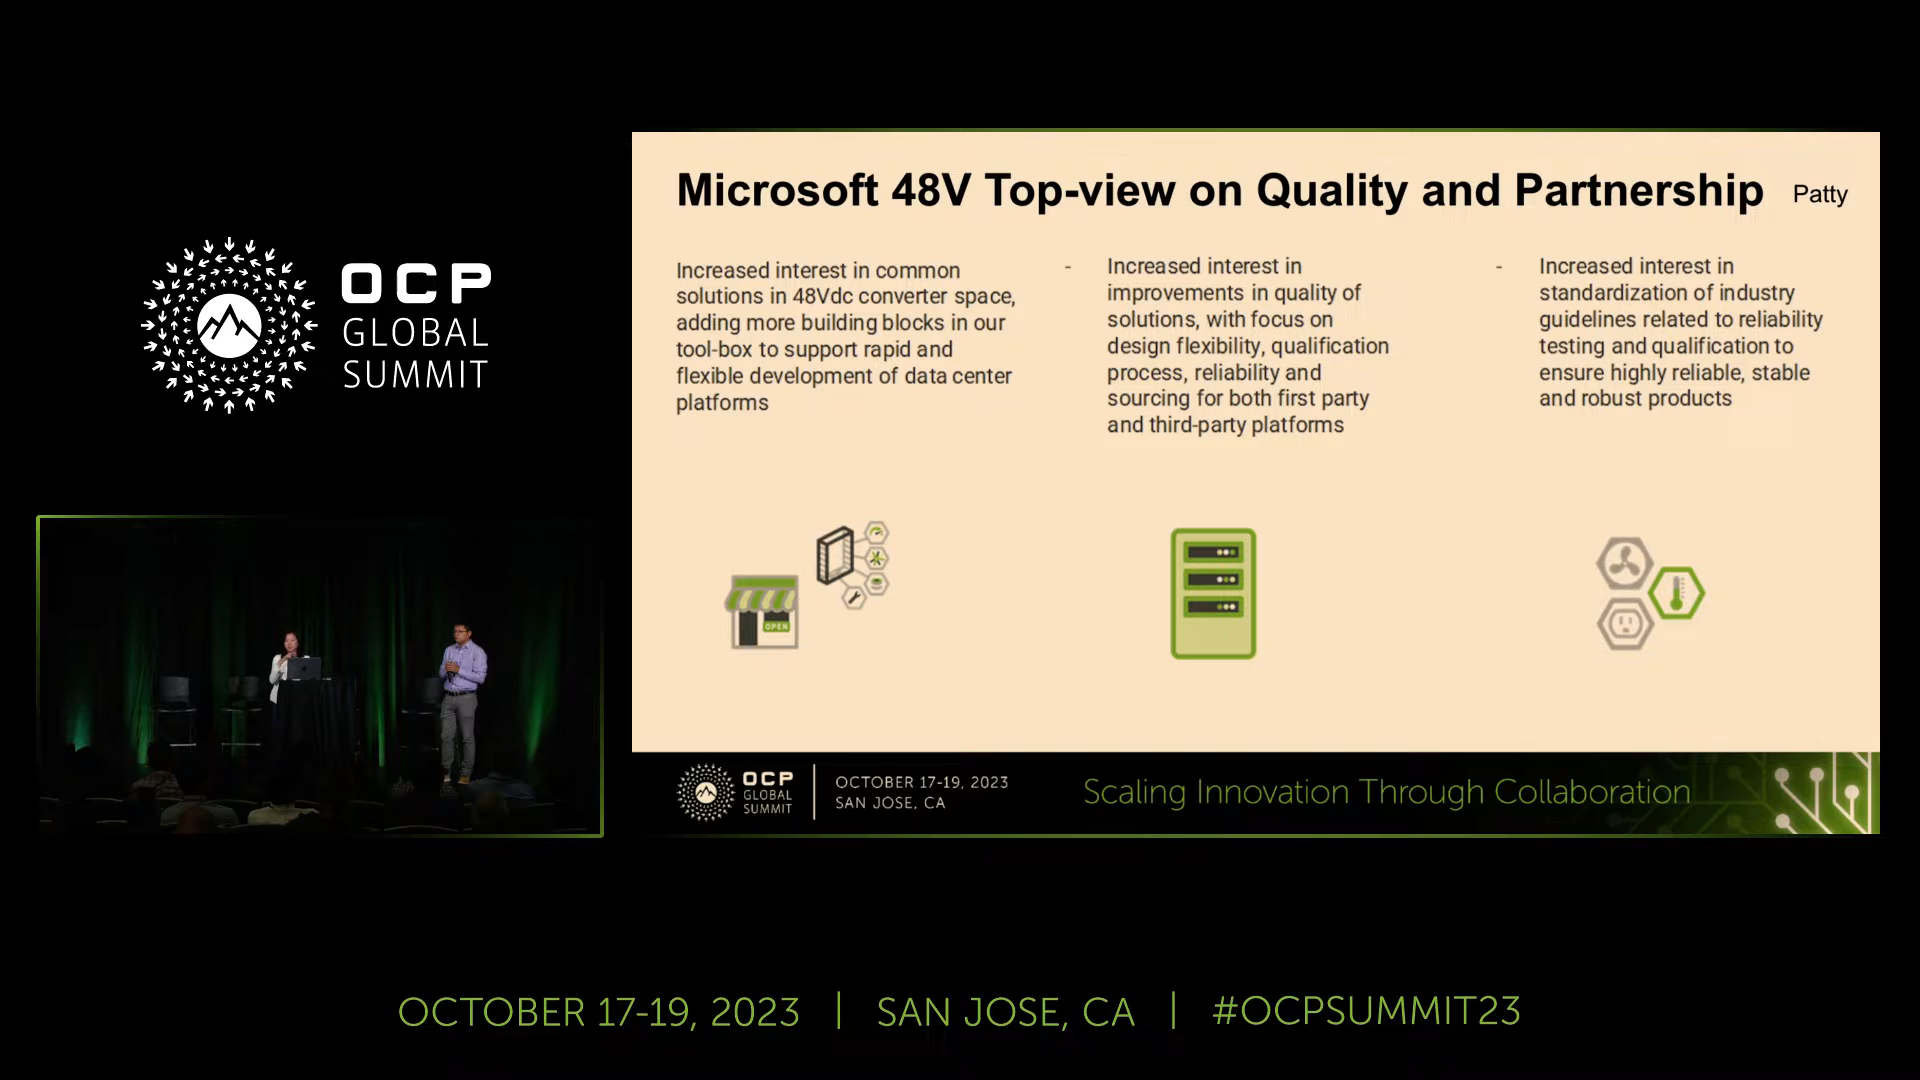 OCP
GLOBAL
SUMMIT
Microsoft 48V Top-view on Quality and Partnership
Patty
Increased interest in common
solutions in 48Vdc converter space,
adding more building blocks in our
tool-box to support rapid and
flexible development of data center
platforms
- Increased interest in
improvements in quality of
solutions, with focus on
design flexibility, qualification
process, reliability and
sourcing for both first party
and third-party platforms
- Increased interest in
standardization of industry
guidelines related to reliability
testing and qualification to
ensure highly reliable, stable
and robust products
OPEN
OCP
GLOBAL
SUMMIT
OCTOBER 17-19, 2023
SAN JOSE, CA
Scaling Innovation Through Collaboration
OCTOBER 17-19, 2023 | SAN JOSE, CA | #OCPSUMMIT23